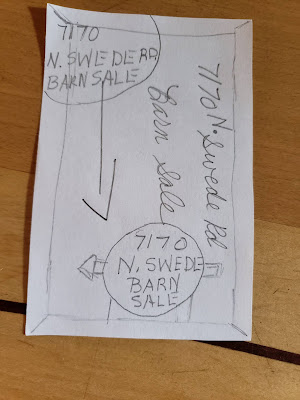 7170
N. SWEDE RD.
BARN SALE
7170 N. Swede Rd
Barn Sale
7170
N. SWEDE
BARN
SALE